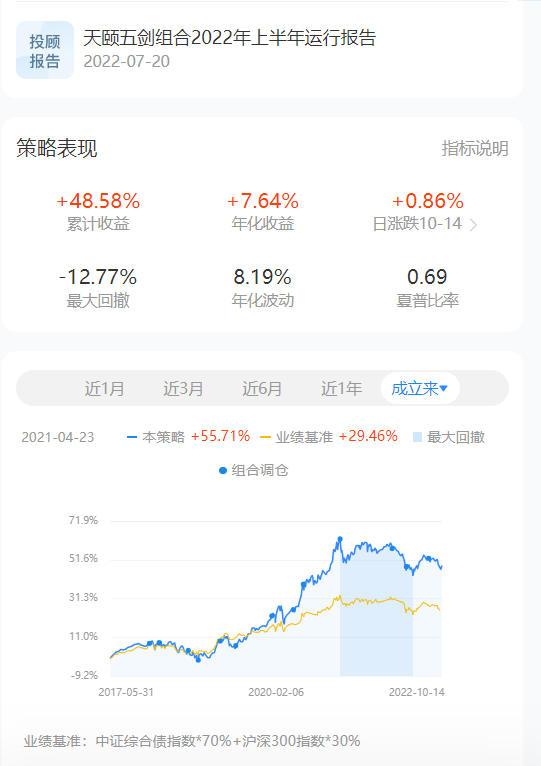 投顾
报告
天颐五剑组合2022年上半年运行报告
2022-07-20
策略表现
指标说明
+48.58%
+7.64%
+0.86%
累计收益
年化收益
日涨跌10-14
-12.77%
8.19%
0.69
最大回撤
年化波动
夏普比率
近1月
近3月
近6月
近1年
成立来
2021-04-23
本策略 +55.71%
业绩基准 +29.46%
最大回撤
组合调仓
71.9%
51.6%
31.3%
11.0%
-9.2%
2017-05-31
2020-02-06
2022-10-14
业绩基准：中证综合债指数*70%+沪深300指数*30%